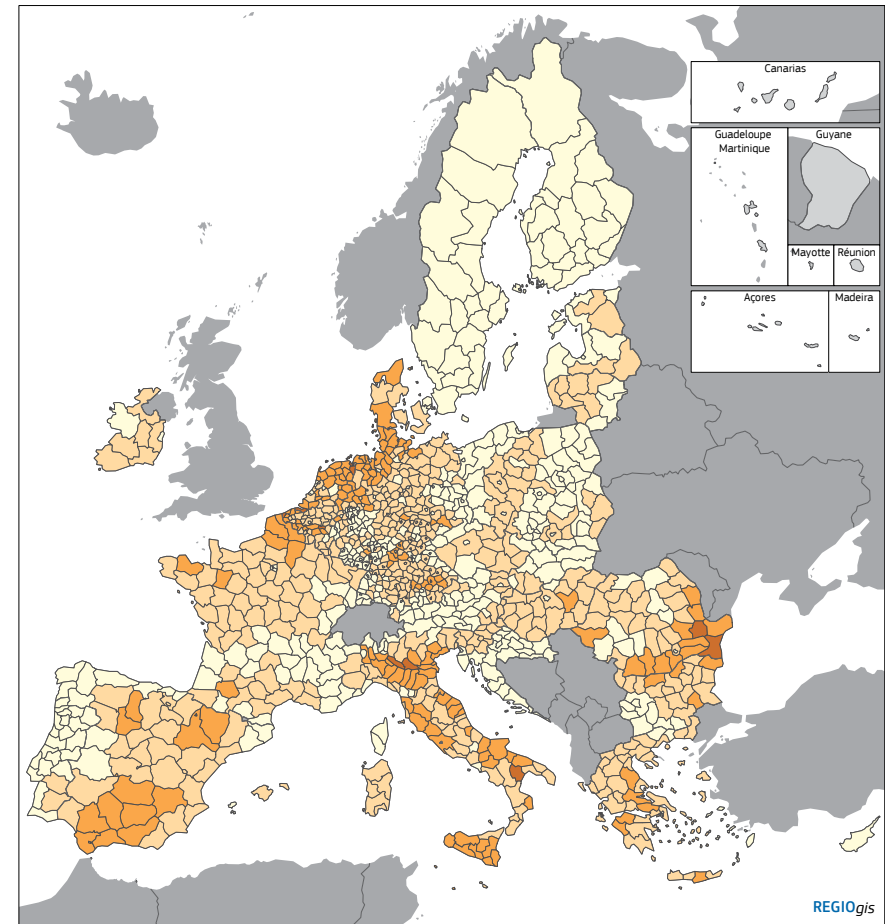 Canarias
Guadeloupe
Martinique
Guyane
Mayotte
Réunion
Açores
Madeira
REGIOgis